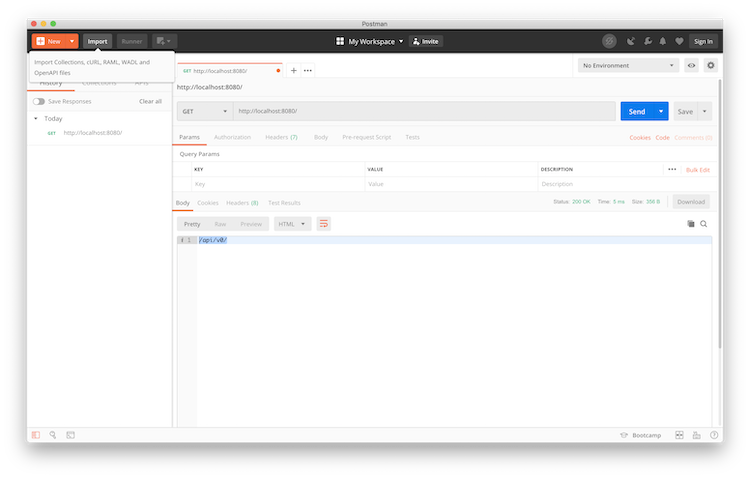 Postman
New
Import
Runner
My Workspace
Invite
Sign In
Import Collections, cURL, RAML, WADL and
OpenAPI files
History
Collections
APIs
Save Responses
Clear all
Today
GET http://localhost:8080/
GET http://localhost:8080/
No Environment
http://localhost:8080/
GET
http://localhost:8080/
Send
Save
Params
Authorization
Headers (7)
Body
Pre-request Script
Tests
Cookies
Code
Comments (0)
Query Params
KEY
VALUE
DESCRIPTION
Bulk Edit
Key
Value
Description
Body
Cookies
Headers (8)
Test Results
Status: 200 OK
Time: 5 ms
Size: 350 B
Download
Pretty
Raw
Preview
HTML
1
/api/v0/
Bootcamp